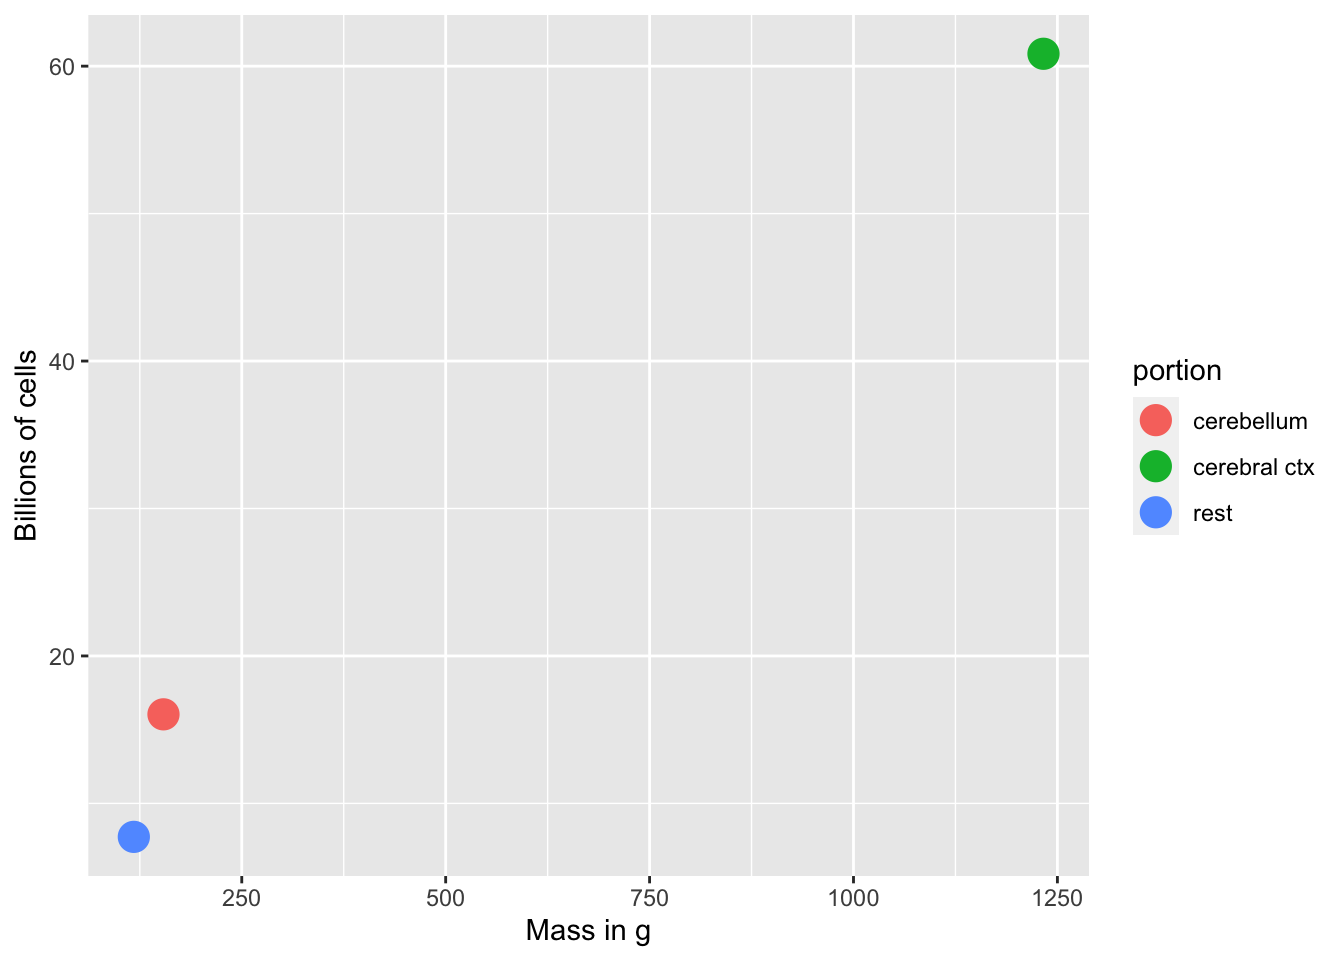 Billions of cells
60
40
20
250
500
750
1000
1250
Mass in g
portion
cerebellum
cerebral ctx
rest